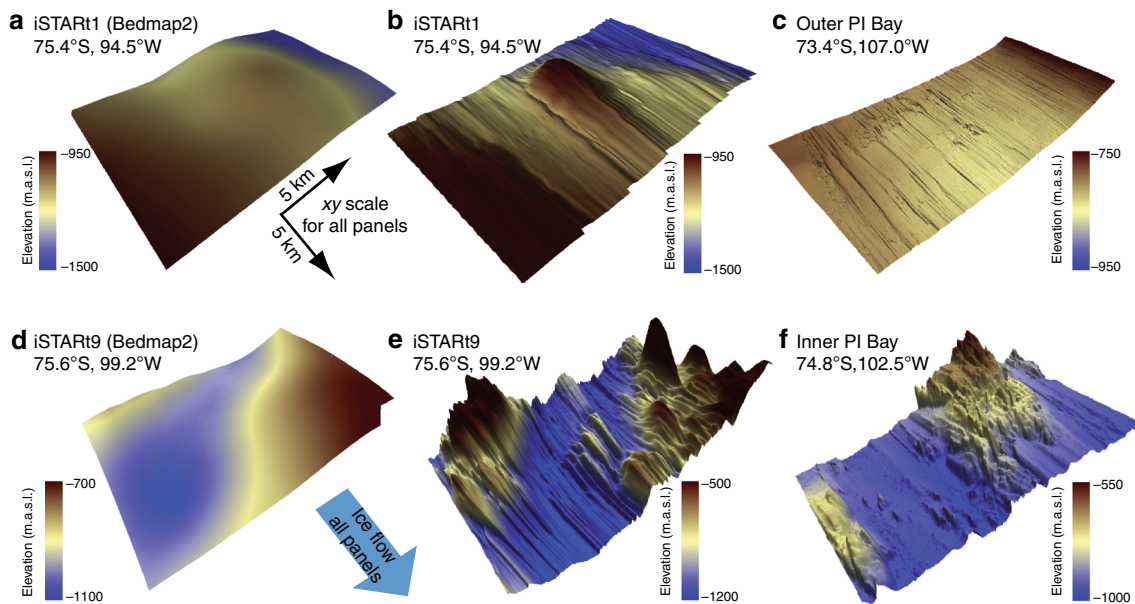 a iSTARt1 (Bedmap2)
75.4°S, 94.5°W
Elevation (m.a.s.l.)
–950
–1500
5 km
5 km
xy scale
for all panels
b iSTARt1
75.4°S, 94.5°W
Elevation (m.a.s.l.)
–950
–1500
c Outer PI Bay
73.4°S,107.0°W
Elevation (m.a.s.l.)
–750
–950
d iSTARt9 (Bedmap2)
75.6°S, 99.2°W
Elevation (m.a.s.l.)
–700
–1100
Ice flow
all panels
e iSTARt9
75.6°S, 99.2°W
Elevation (m.a.s.l.)
–500
–1200
f Inner PI Bay
74.8°S,102.5°W
Elevation (m.a.s.l.)
–550
–1000